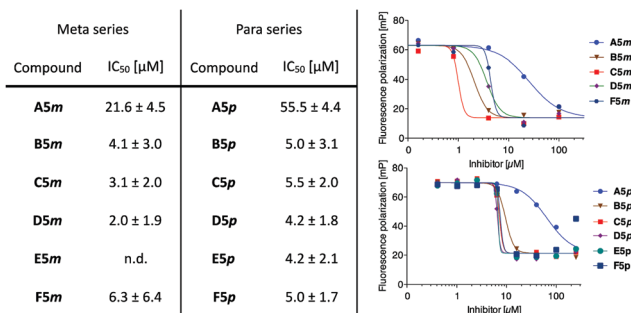 Meta series Para series
Compound IC50 [µM] Compound IC50 [µM]
A5m 21.6 ± 4.5 A5p 55.5 ± 4.4
B5m 4.1 ± 3.0 B5p 5.0 ± 3.1
C5m 3.1 ± 2.0 C5p 5.5 ± 2.0
D5m 2.0 ± 1.9 D5p 4.2 ± 1.8
E5m n.d. E5p 4.2 ± 2.1
F5m 6.3 ± 6.4 F5p 5.0 ± 1.7
Fluorescence polarization [mP]
80
60
40
20
0
0 1 10 100
Inhibitor [µM]
A5m
B5m
C5m
D5m
F5m
Fluorescence polarization [mP]
80
60
40
20
0
0 1 10 100
Inhibitor [µM]
A5p
B5p
C5p
D5p
E5p
F5p